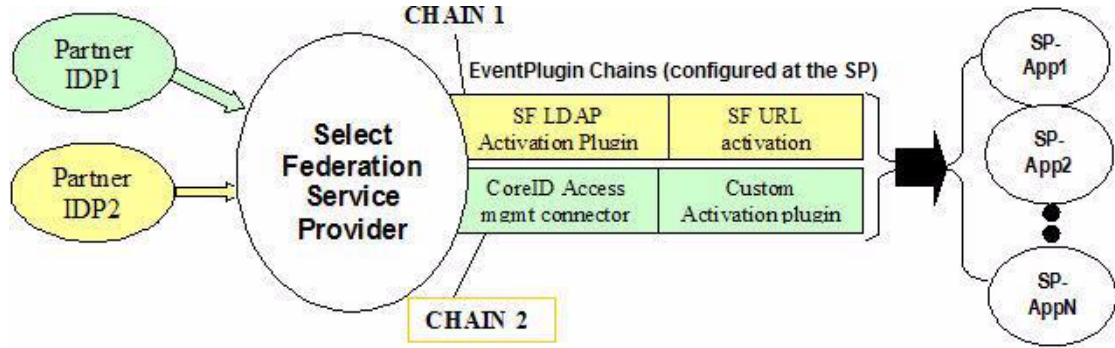 CHAIN 1
Partner
IDP1
EventPlugin Chains (configured at the SP)
SF LDAP
Activation Plugin
SF URL
activation
Select
Federation
Service
Provider
Partner
IDP2
CoreID Access
mgmt connector
Custom
Activation plugin
CHAIN 2
SP-
App1
SP-
App2
SP-
AppN